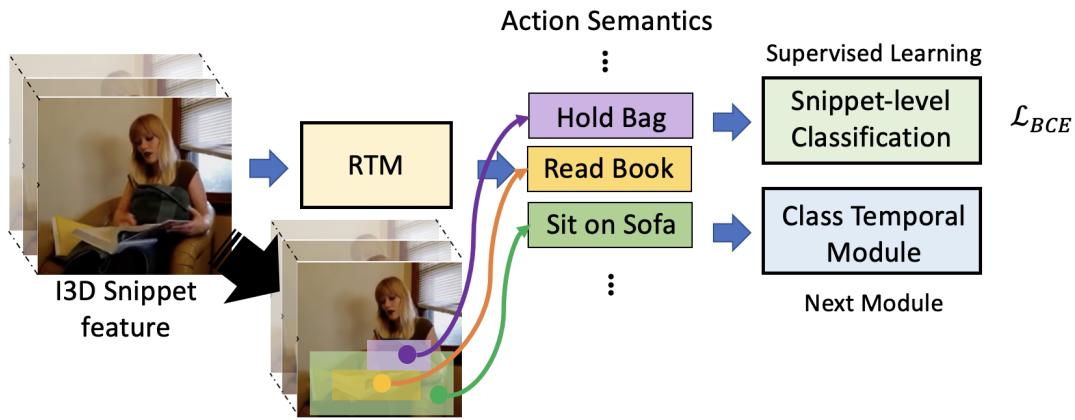 Action Semantics
Supervised Learning
Hold Bag
Snippet-level
Classification
ℒ_BCE
RTM
Read Book
Sit on Sofa
Class Temporal
Module
I3D Snippet
feature
Next Module